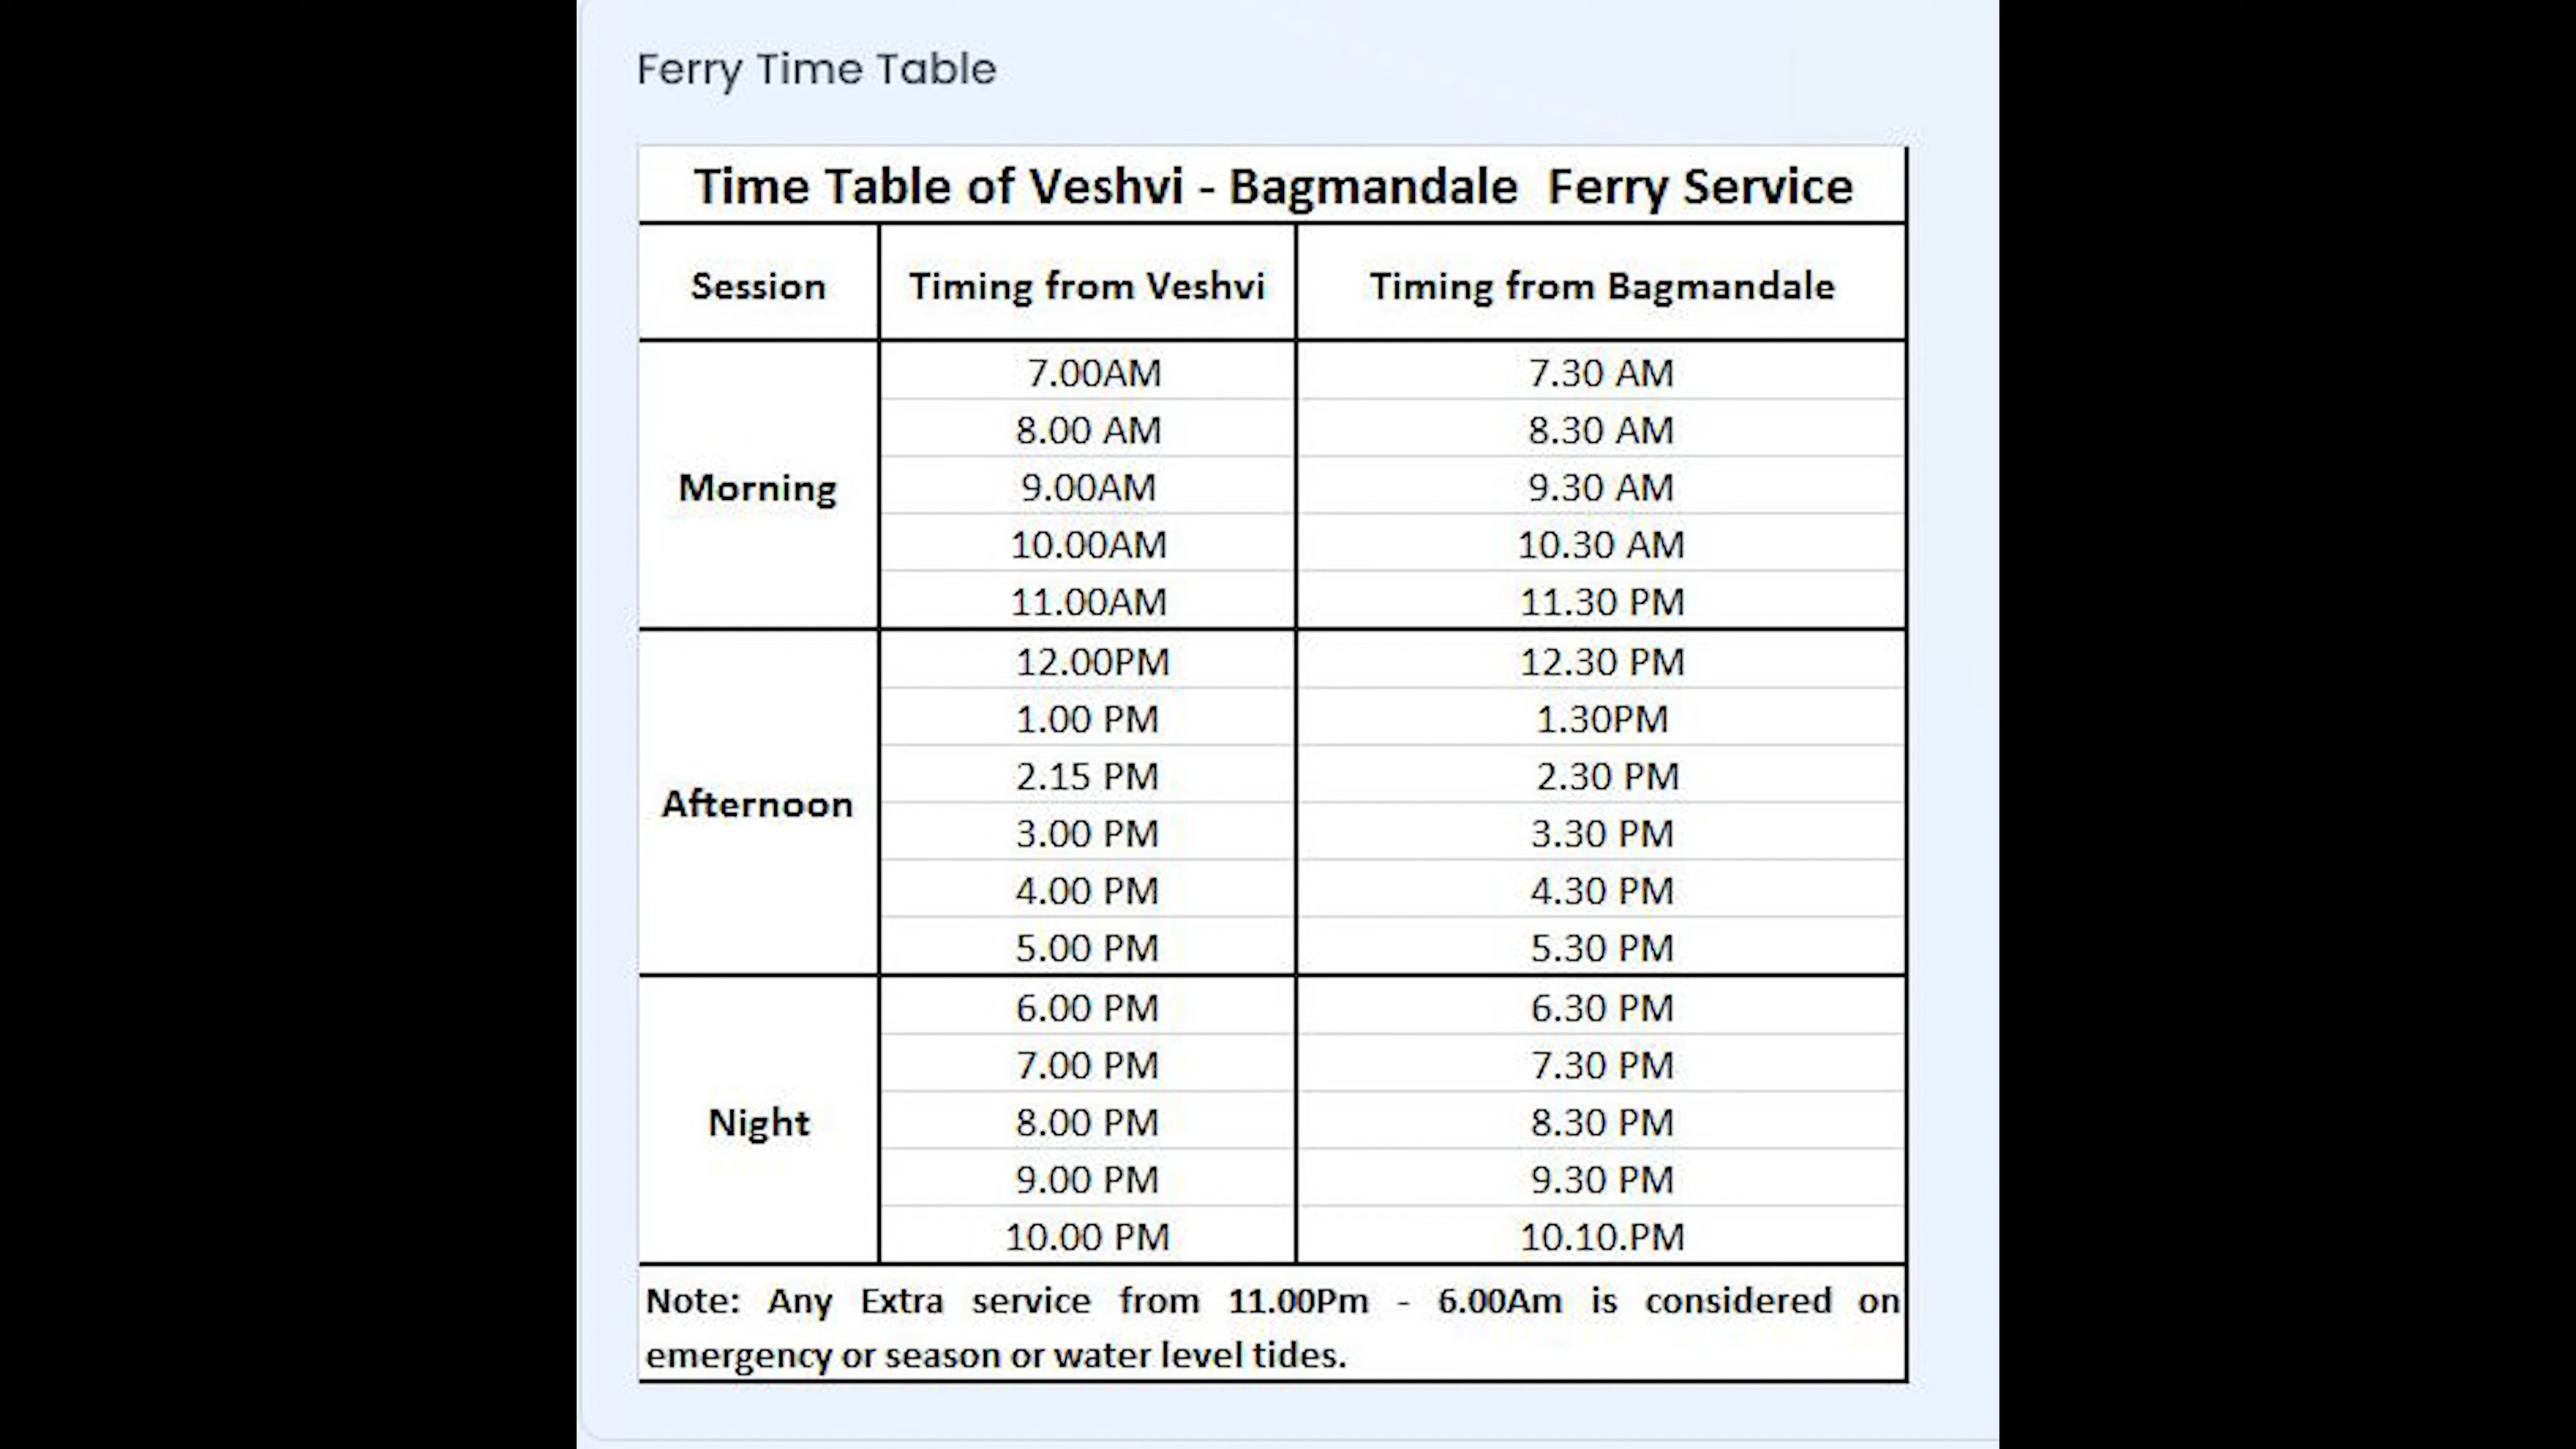 Ferry Time Table
Time Table of Veshvi - Bagmandale Ferry Service
Session Timing from Veshvi Timing from Bagmandale
Morning
7.00AM 7.30 AM
8.00 AM 8.30 AM
9.00AM 9.30 AM
10.00AM 10.30 AM
11.00AM 11.30 PM
Afternoon
12.00PM 12.30 PM
1.00 PM 1.30PM
2.15 PM 2.30 PM
3.00 PM 3.30 PM
4.00 PM 4.30 PM
5.00 PM 5.30 PM
Night
6.00 PM 6.30 PM
7.00 PM 7.30 PM
8.00 PM 8.30 PM
9.00 PM 9.30 PM
10.00 PM 10.10.PM
Note: Any Extra service from 11.00Pm - 6.00Am is considered on
emergency or season or water level tides.